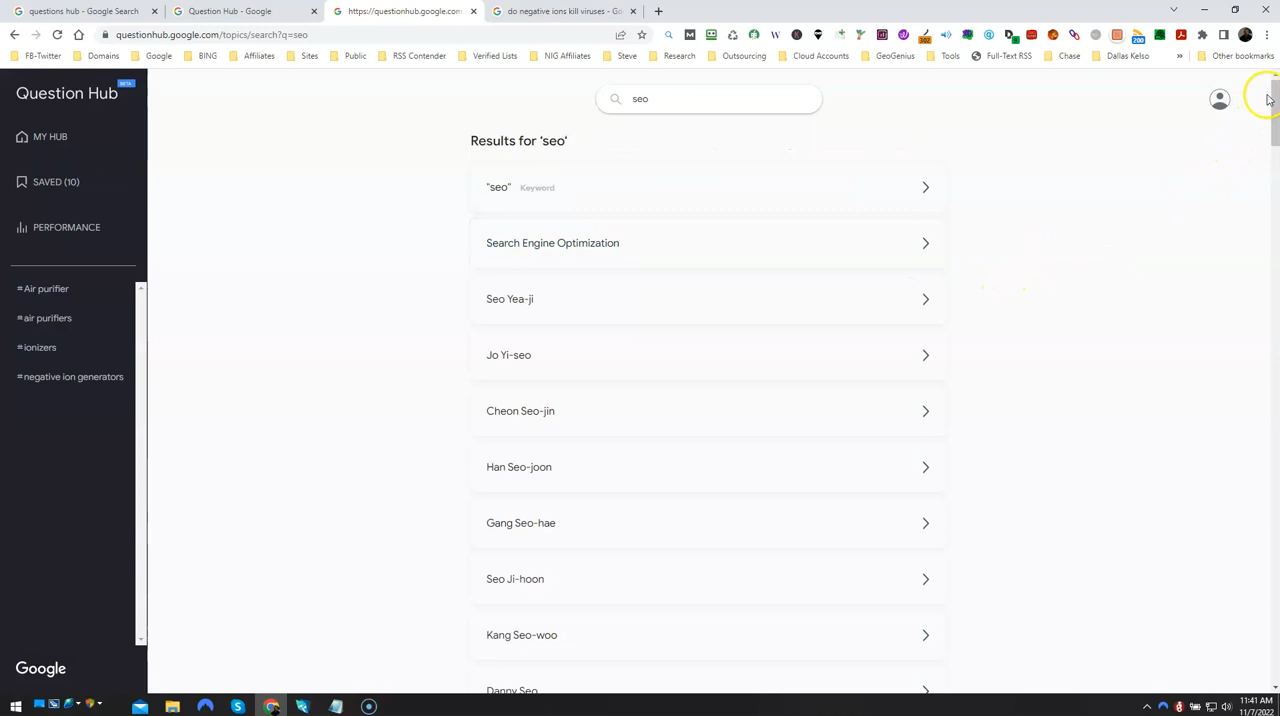 questions hub - Google Search
Question Hub - Google
https://questionhub.google.com
do negative ions kill viruses - Go
questionhub.google.com/topics/search?q=seo
FB-Twitter
Domains
Google
BING
Affiliates
Sites
Public
RSS Contender
Verified Lists
NIG Affiliates
Steve
Research
Outsourcing
Cloud Accounts
GeoGenius
Tools
Full-Text RSS
Chase
Dallas Kelso
»
Other bookmarks
Question Hub
BETA
MY HUB
SAVED (10)
PERFORMANCE
#Air purifier
#air purifiers
#ionizers
#negative ion generators
Google
seo
Results for ‘seo‘
"seo" Keyword
Search Engine Optimization
Seo Yea-ji
Jo Yi-seo
Cheon Seo-jin
Han Seo-joon
Gang Seo-hae
Seo Ji-hoon
Kang Seo-woo
Danny Seo
11:41 AM
11/7/2022